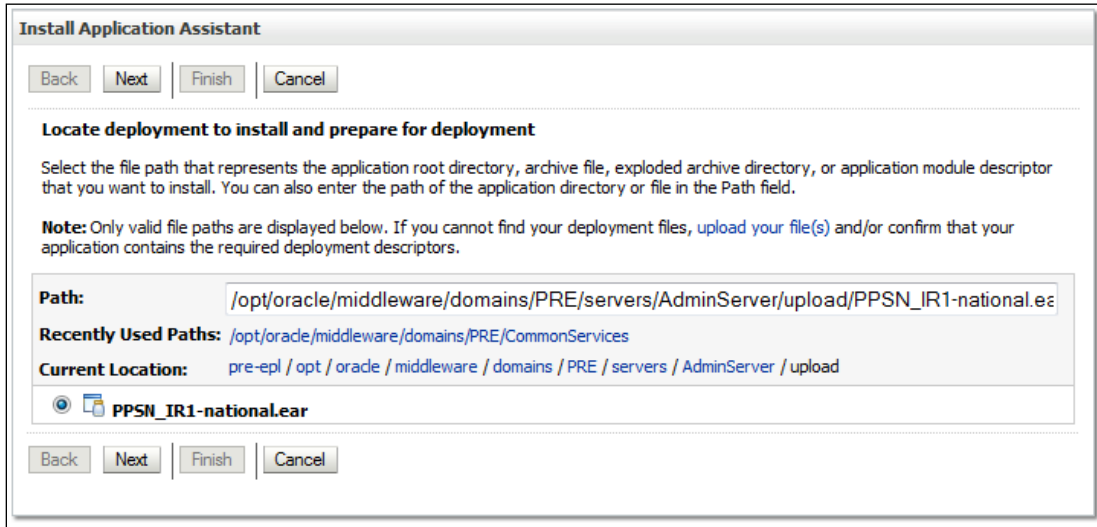 Install Application Assistant
Back Next Finish Cancel
Locate deployment to install and prepare for deployment
Select the file path that represents the application root directory, archive file, exploded archive directory, or application module descriptor
that you want to install. You can also enter the path of the application directory or file in the Path field.
Note: Only valid file paths are displayed below. If you cannot find your deployment files, upload your file(s) and/or confirm that your
application contains the required deployment descriptors.
Path: /opt/oracle/middleware/domains/PRE/servers/AdminServer/upload/PPSN_IR1-national.ea
Recently Used Paths: /opt/oracle/middleware/domains/PRE/CommonServices
Current Location: pre-epl / opt / oracle / middleware / domains / PRE / servers / AdminServer / upload
PPSN_IR1-national.ear
Back Next Finish Cancel